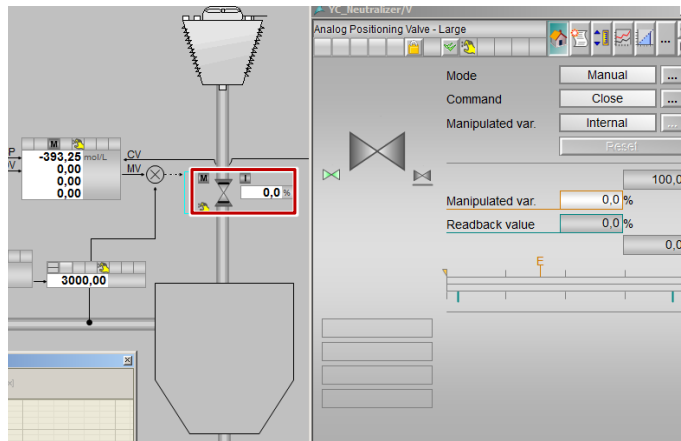 YC_Neutralizer/V
Analog Positioning Valve - Large
...
Mode
Manual
...
Command
Close
...
Manipulated var.
Internal
...
Reset
100,0
Manipulated var.
0,0 %
Readback value
0,0 %
0,0
E
M
P
-393,25 mol/L
CV
V
0,00
MV
0,00
0,00
M
I
0,0 %
3000,00
x]